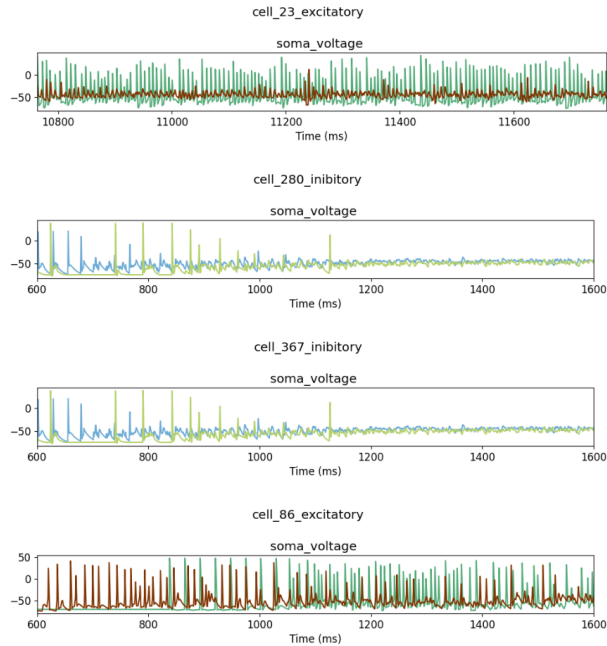 cell_23_excitatory
soma_voltage
0
−50
10800 11000 11200 11400 11600
Time (ms)
cell_280_inibitory
soma_voltage
0
−50
600 800 1000 1200 1400 1600
Time (ms)
cell_367_inibitory
soma_voltage
0
−50
600 800 1000 1200 1400 1600
Time (ms)
cell_86_excitatory
soma_voltage
50
0
−50
600 800 1000 1200 1400 1600
Time (ms)